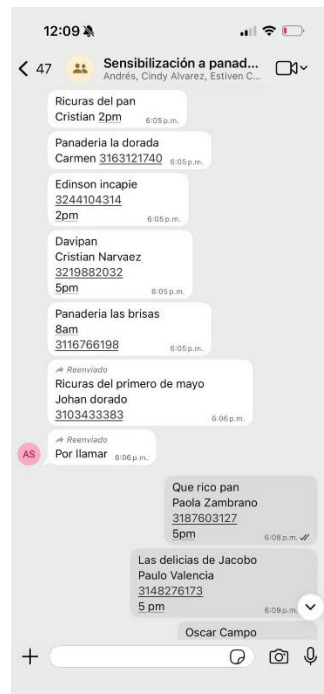 12:09
47
Sensibilización a panad...
Andrés, Cindy Alvarez, Estiven C...
Ricuras del pan
Cristian 2pm
6:05 p.m.
Panaderia la dorada
Carmen 3163121740
6:05 p.m.
Edinson incapie
3244104314
2pm
6:05 p.m.
Davipan
Cristian Narvaez
3219882032
5pm
6:05 p.m.
Panaderia las brisas
8am
3116766198
6:05 p.m.
Reenviado
Ricuras del primero de mayo
Johan dorado
3103433383
6:06 p.m.
Reenviado
AS
Por llamar
6:06 p.m.
Que rico pan
Paola Zambrano
3187603127
5pm
6:08 p.m.
Las delicias de Jacobo
Paulo Valencia
3148276173
5 pm
6:09 p.m.
Oscar Campo